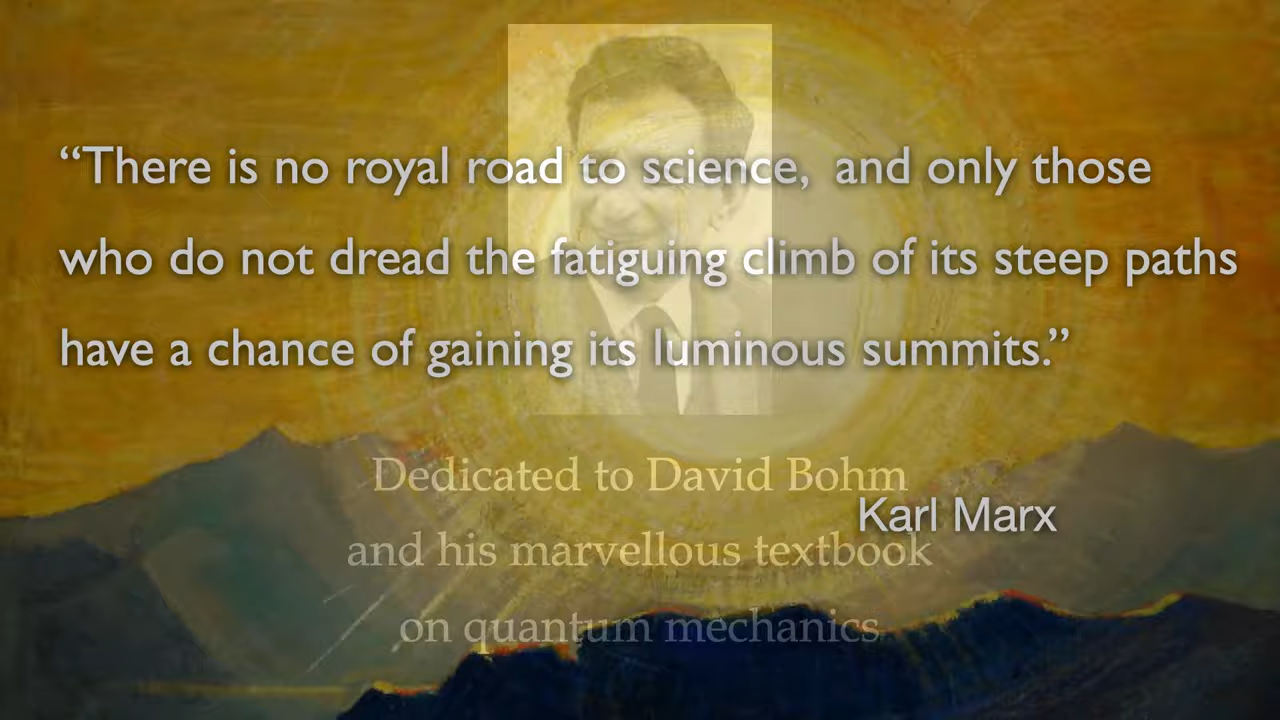 “There is no royal road to science, and only those
who do not dread the fatiguing climb of its steep paths
have a chance of gaining its luminous summits.”
Dedicated to David Bohm
Karl Marx
and his marvellous textbook
on quantum mechanics